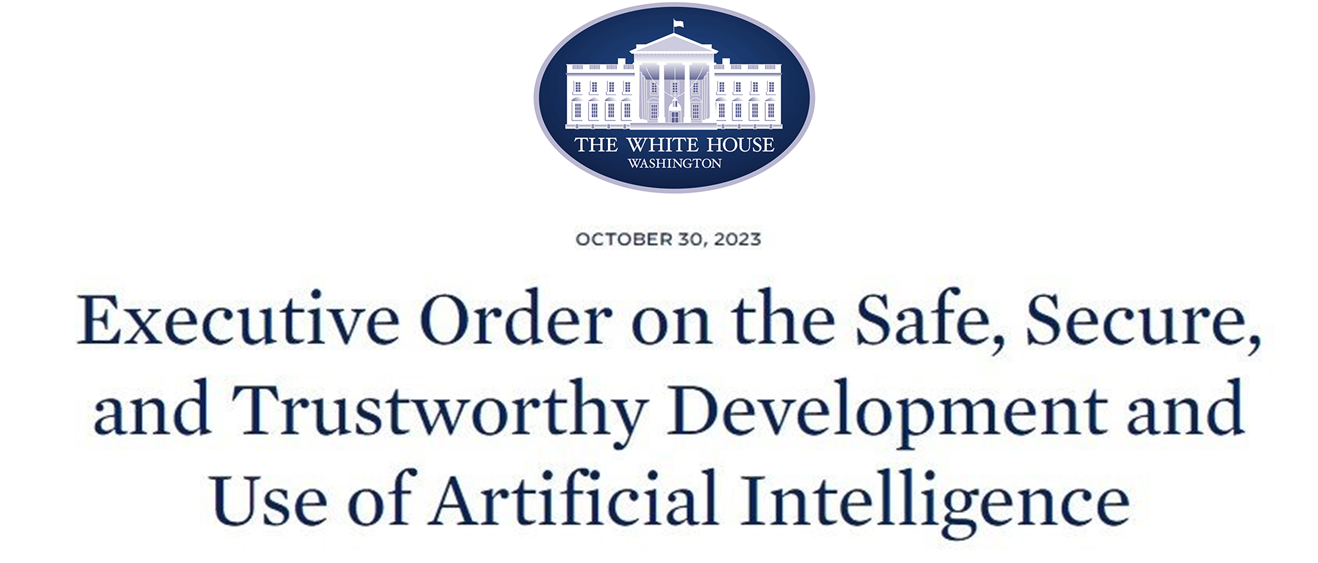 THE WHITE HOUSE
WASHINGTON
OCTOBER 30, 2023
Executive Order on the Safe, Secure,
and Trustworthy Development and
Use of Artificial Intelligence